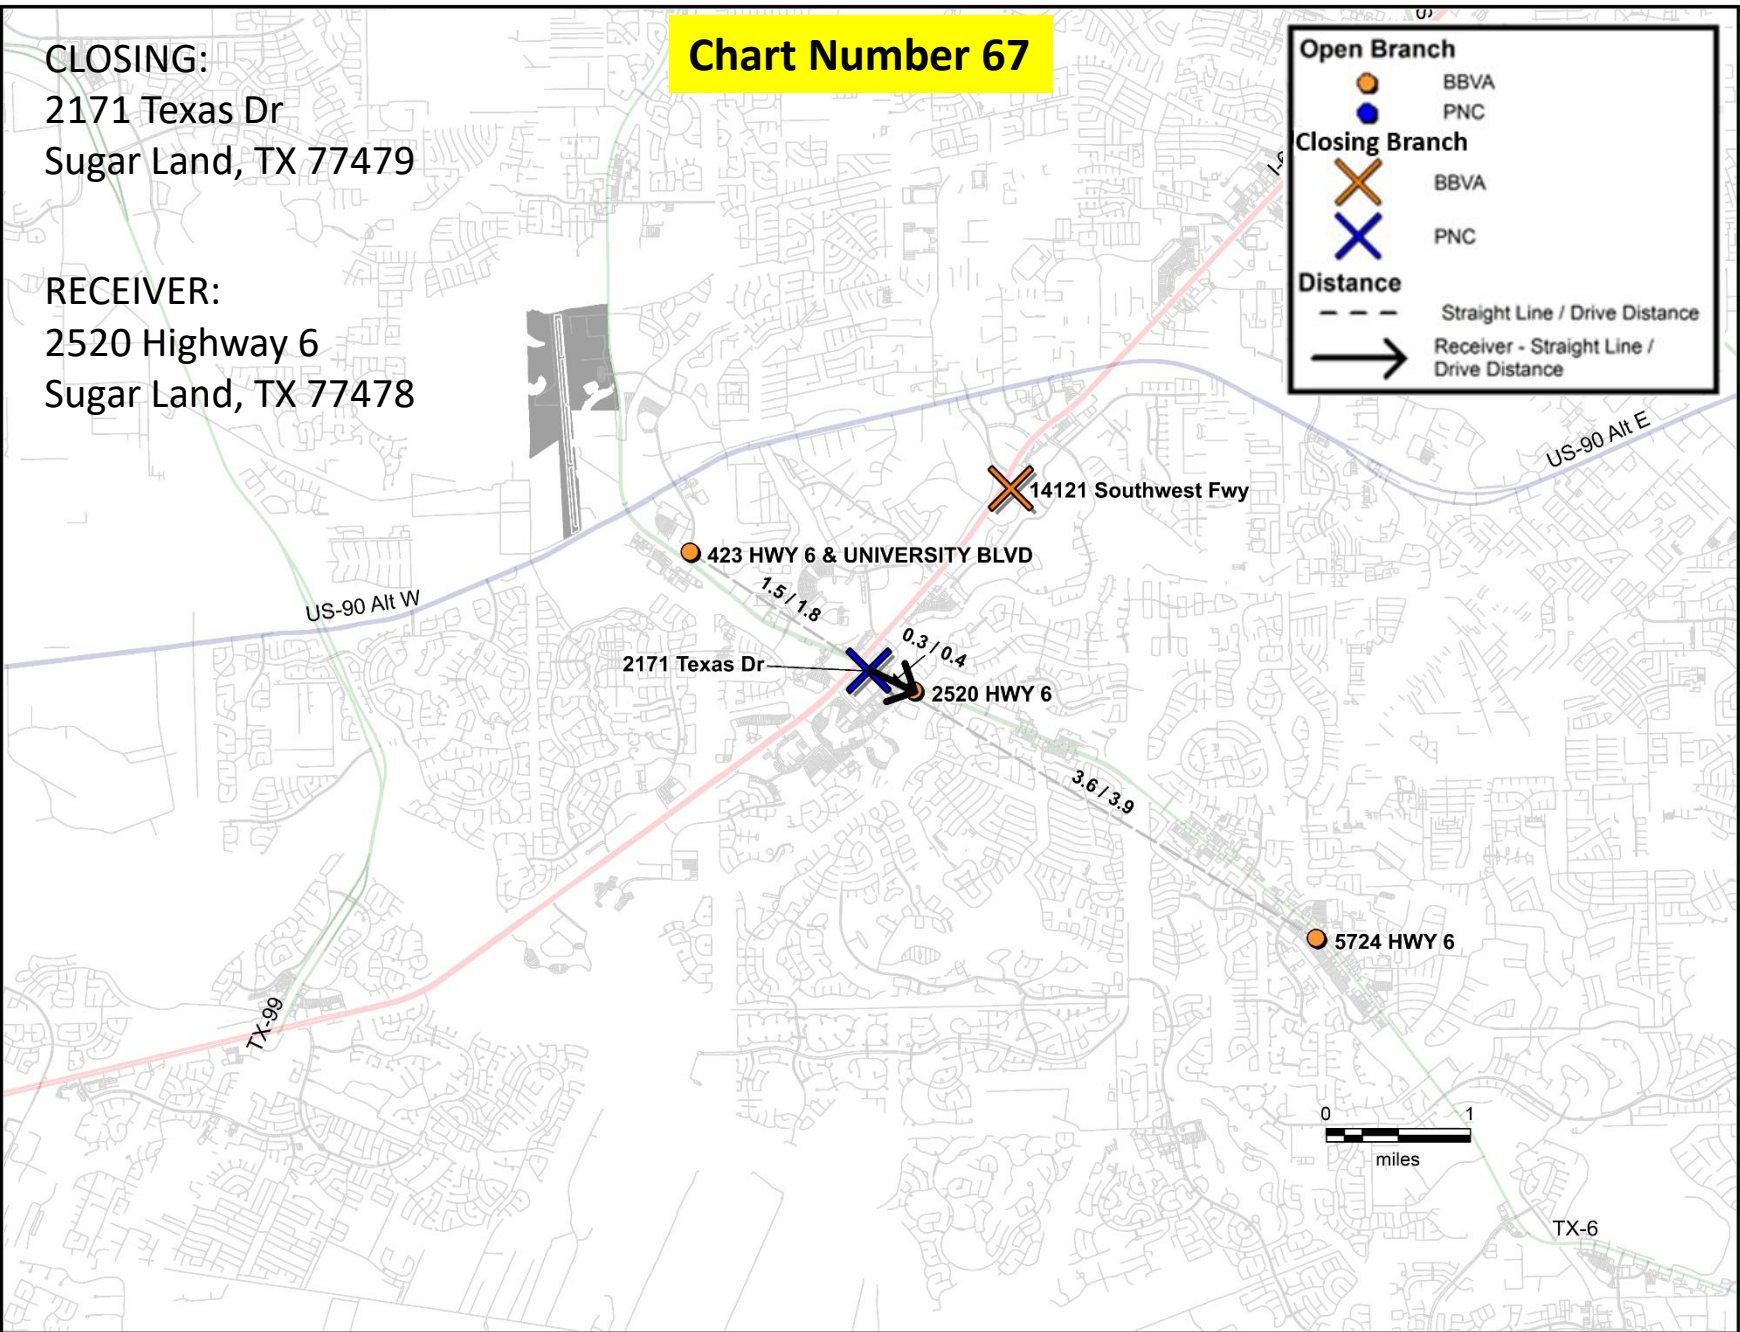 Chart Number 67
CLOSING:
2171 Texas Dr
Sugar Land, TX 77479
RECEIVER:
2520 Highway 6
Sugar Land, TX 77478
Open Branch
BBVA
PNC
Closing Branch
BBVA
PNC
Distance
Straight Line / Drive Distance
Receiver - Straight Line /
Drive Distance
US-90 Alt E
14121 Southwest Fwy
423 HWY 6 & UNIVERSITY BLVD
1.5 / 1.8
US-90 Alt W
0.3 / 0.4
2171 Texas Dr
2520 HWY 6
3.6 / 3.9
5724 HWY 6
TX-99
0 1
miles
TX-6